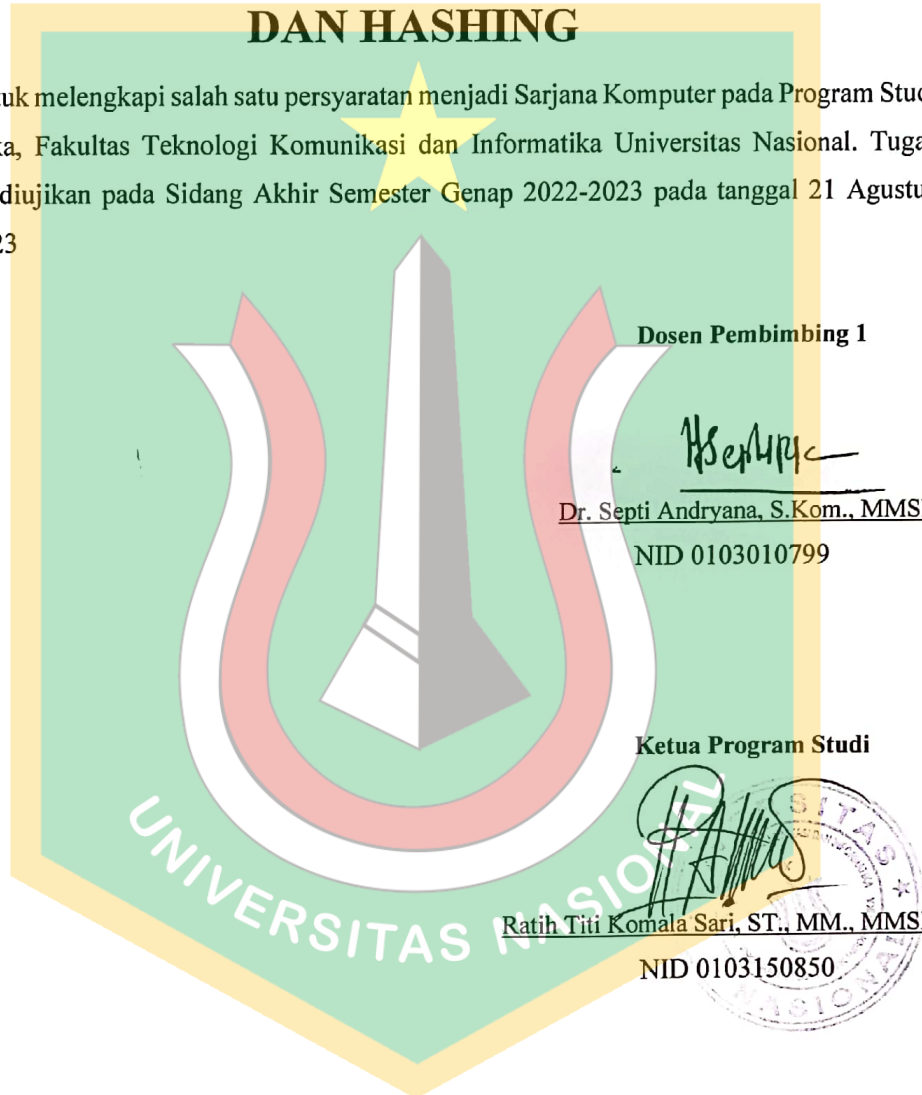 DAN HASHING
tuk melengkapi salah satu persyaratan menjadi Sarjana Komputer pada Program Stud
ka, Fakultas Teknologi Komunikasi dan Informatika Universitas Nasional. Tuga
diujikan pada Sidang Akhir Semester Genap 2022-2023 pada tanggal 21 Agustu
23
Dosen Pembimbing 1
Dr. Septi Andryana, S.Kom., MMS
NID 0103010799
Ketua Program Studi
Ratih Titi Komala Sari, ST., MM., MMS
NID 0103150850
UNIVERSITAS NASIONAL
SITAS
NASIONA